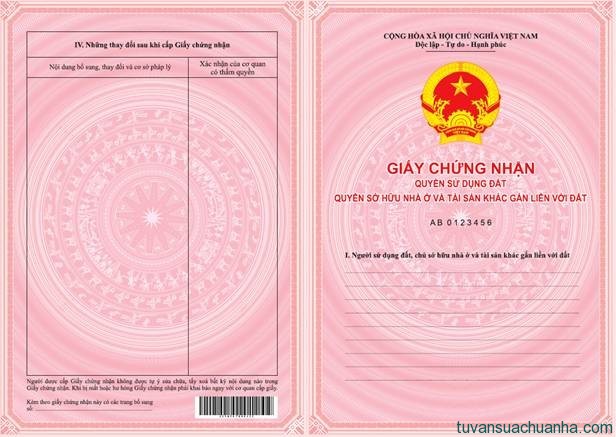 IV. Những thay đổi sau khi cấp Giấy chứng nhận
Nội dung bổ sung, thay đổi và cơ sở pháp lý
Xác nhận của cơ quan
có thẩm quyền
Người được cấp Giấy chứng nhận không được tự ý sửa chữa, tẩy xoá bất kỳ nội dung nào trong
Giấy chứng nhận. Khi bị mất hoặc hư hỏng Giấy chứng nhận phải khai báo ngay với cơ quan cấp giấy.
Kèm theo giấy chứng nhận này có các trang bổ sung
số:
CỘNG HÒA XÃ HỘI CHỦ NGHĨA VIỆT NAM
Độc lập - Tự do - Hạnh phúc
VIỆT NAM
GIẤY CHỨNG NHẬN
QUYỀN SỬ DỤNG ĐẤT
QUYỀN SỞ HỮU NHÀ Ở VÀ TÀI SẢN KHÁC GẮN LIỀN VỚI ĐẤT
AB 0123456
I. Người sử dụng đất, chủ sở hữu nhà ở và tài sản khác gắn liền với đất
tuvansuachuanha.com